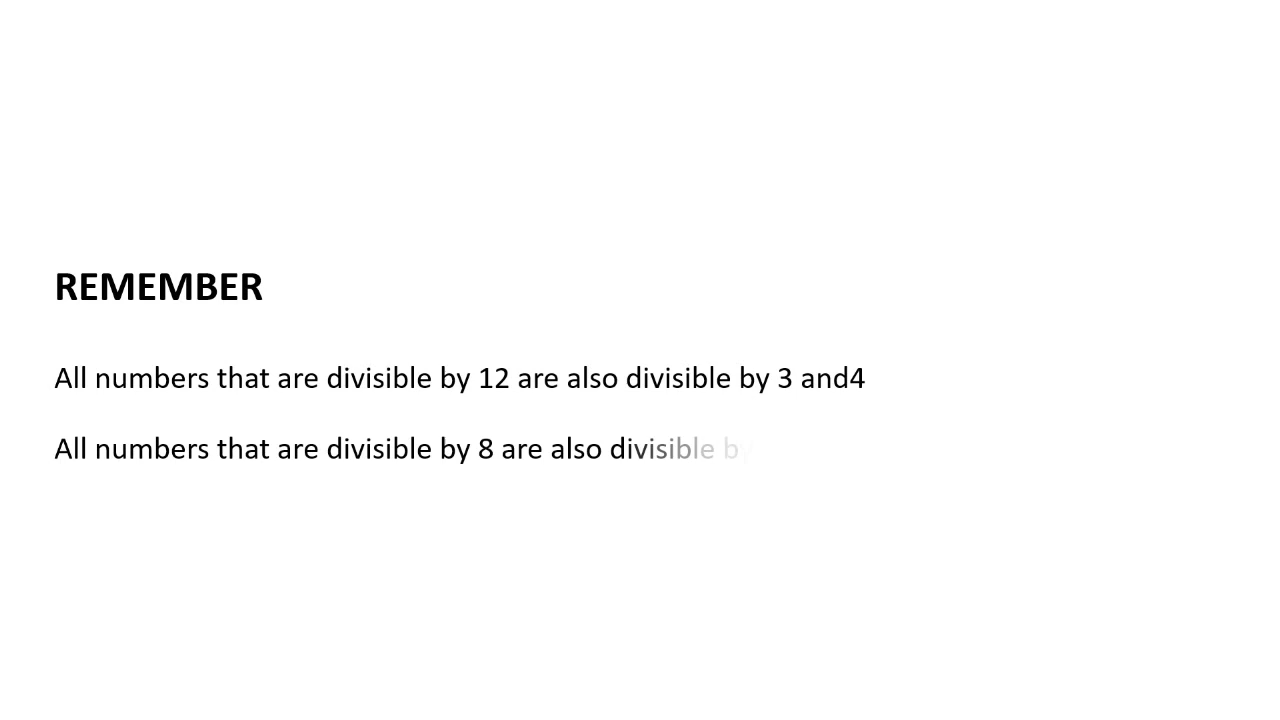 REMEMBER
All numbers that are divisible by 12 are also divisible by 3 and4
All numbers that are divisible by 8 are also divisible by